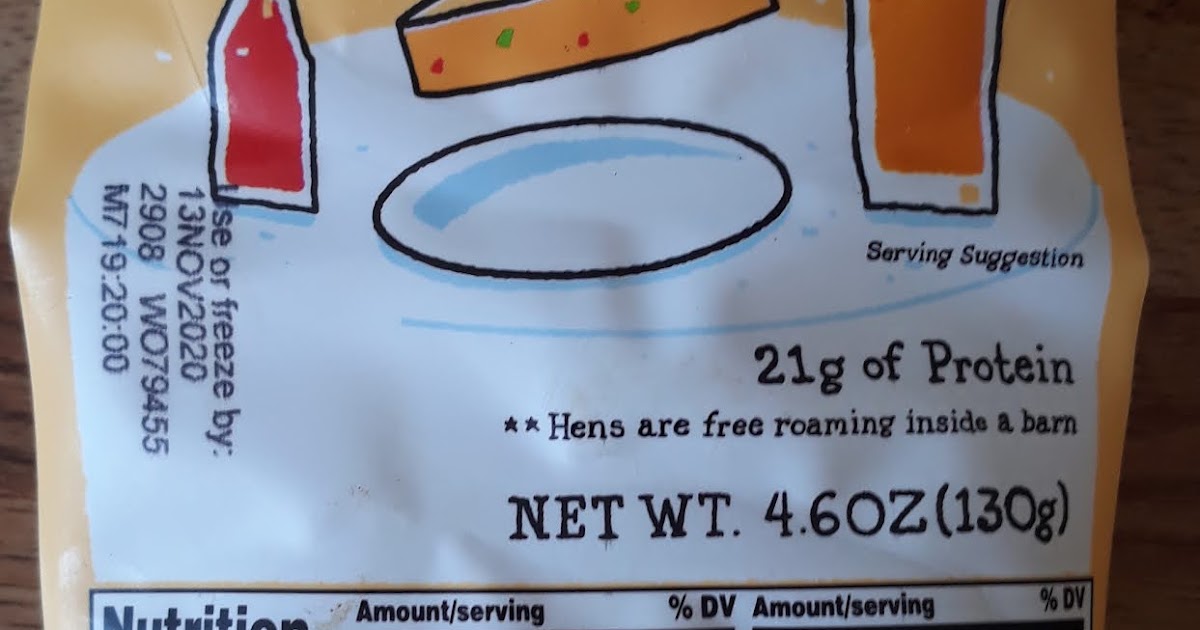 Use or freeze by:
13NOV2020
2908 WO79455
M7 19:20:00
Serving Suggestion
21g of Protein
**Hens are free roaming inside a barn
NET WT. 4.6OZ(130g)
Nutrition
Amount/serving % DV Amount/serving % DV